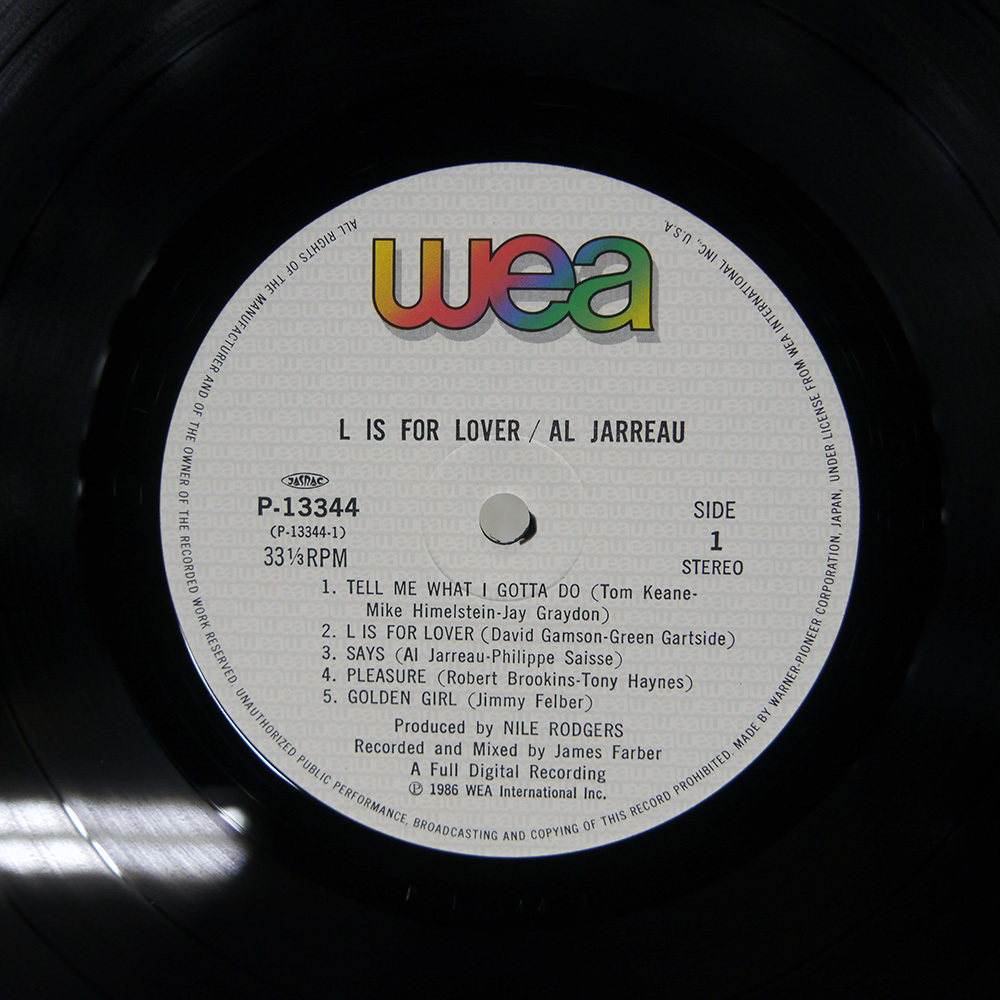 wea
L IS FOR LOVER / AL JARREAU
JASRAC
P-13344
(P-13344-1)
33 1/3 RPM
SIDE
1
STEREO
1. TELL ME WHAT I GOTTA DO (Tom Keane-
Mike Himelstein-Jay Graydon)
2. L IS FOR LOVER (David Gamson-Green Gartside)
3. SAYS (Al Jarreau-Philippe Saisse)
4. PLEASURE (Robert Brookins-Tony Haynes)
5. GOLDEN GIRL (Jimmy Felber)
Produced by NILE RODGERS
Recorded and Mixed by James Farber
A Full Digital Recording
℗ 1986 WEA International Inc.
ALL RIGHTS OF THE MANUFACTURER AND OF THE OWNER OF THE RECORDED WORK RESERVED. UNAUTHORIZED PUBLIC PERFORMANCE, BROADCASTING AND COPYING OF THIS RECORD PROHIBITED. MADE BY WARNER-PIONEER CORPORATION, JAPAN, UNDER LICENSE FROM WEA INTERNATIONAL INC., U.S.A.